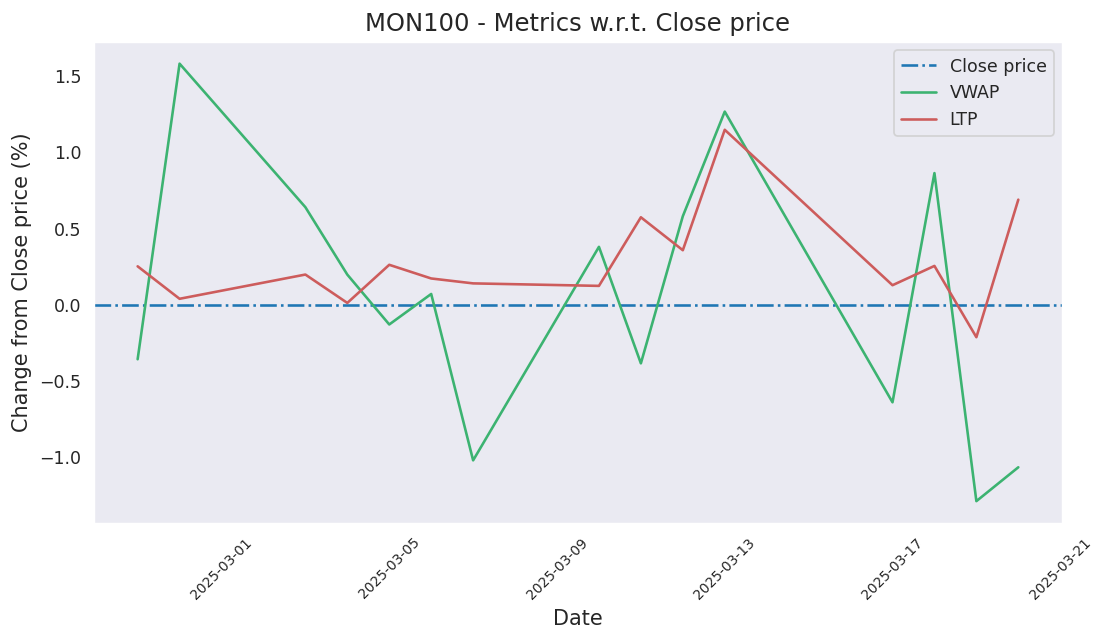 MON100 - Metrics w.r.t. Close price
Close price
VWAP
LTP
Change from Close price (%)
1.5
1.0
0.5
0.0
−0.5
−1.0
2025-03-01
2025-03-05
2025-03-09
2025-03-13
2025-03-17
2025-03-21
Date